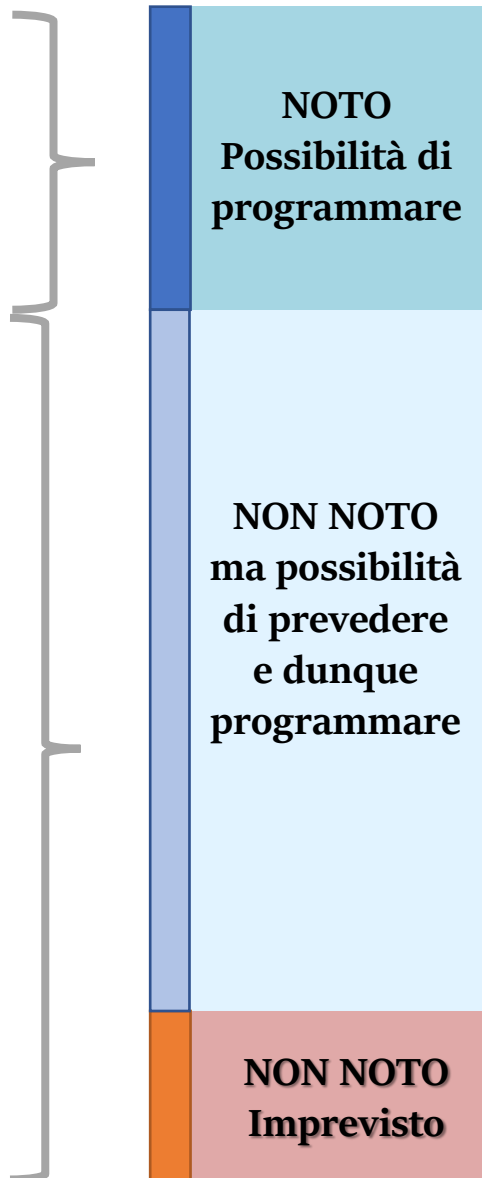 NOTO
Possibilità di
programmare
NON NOTO
ma possibilità
di prevedere
e dunque
programmare
NON NOTO
Imprevisto